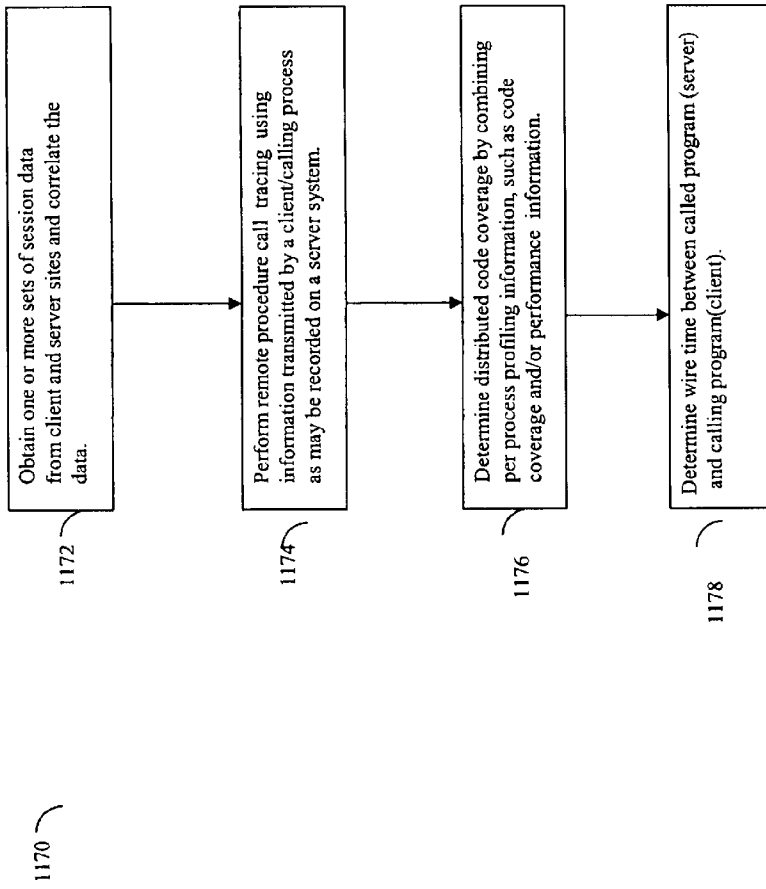 1170
1172
Obtain one or more sets of session data
from client and server sites and correlate the
data.
1174
Perform remote procedure call tracing using
information transmitted by a client/calling process
as may be recorded on a server system.
1176
Determine distributed code coverage by combining
per process profiling information, such as code
coverage and/or performance information.
1178
Determine wire time between called program (server)
and calling program(client).